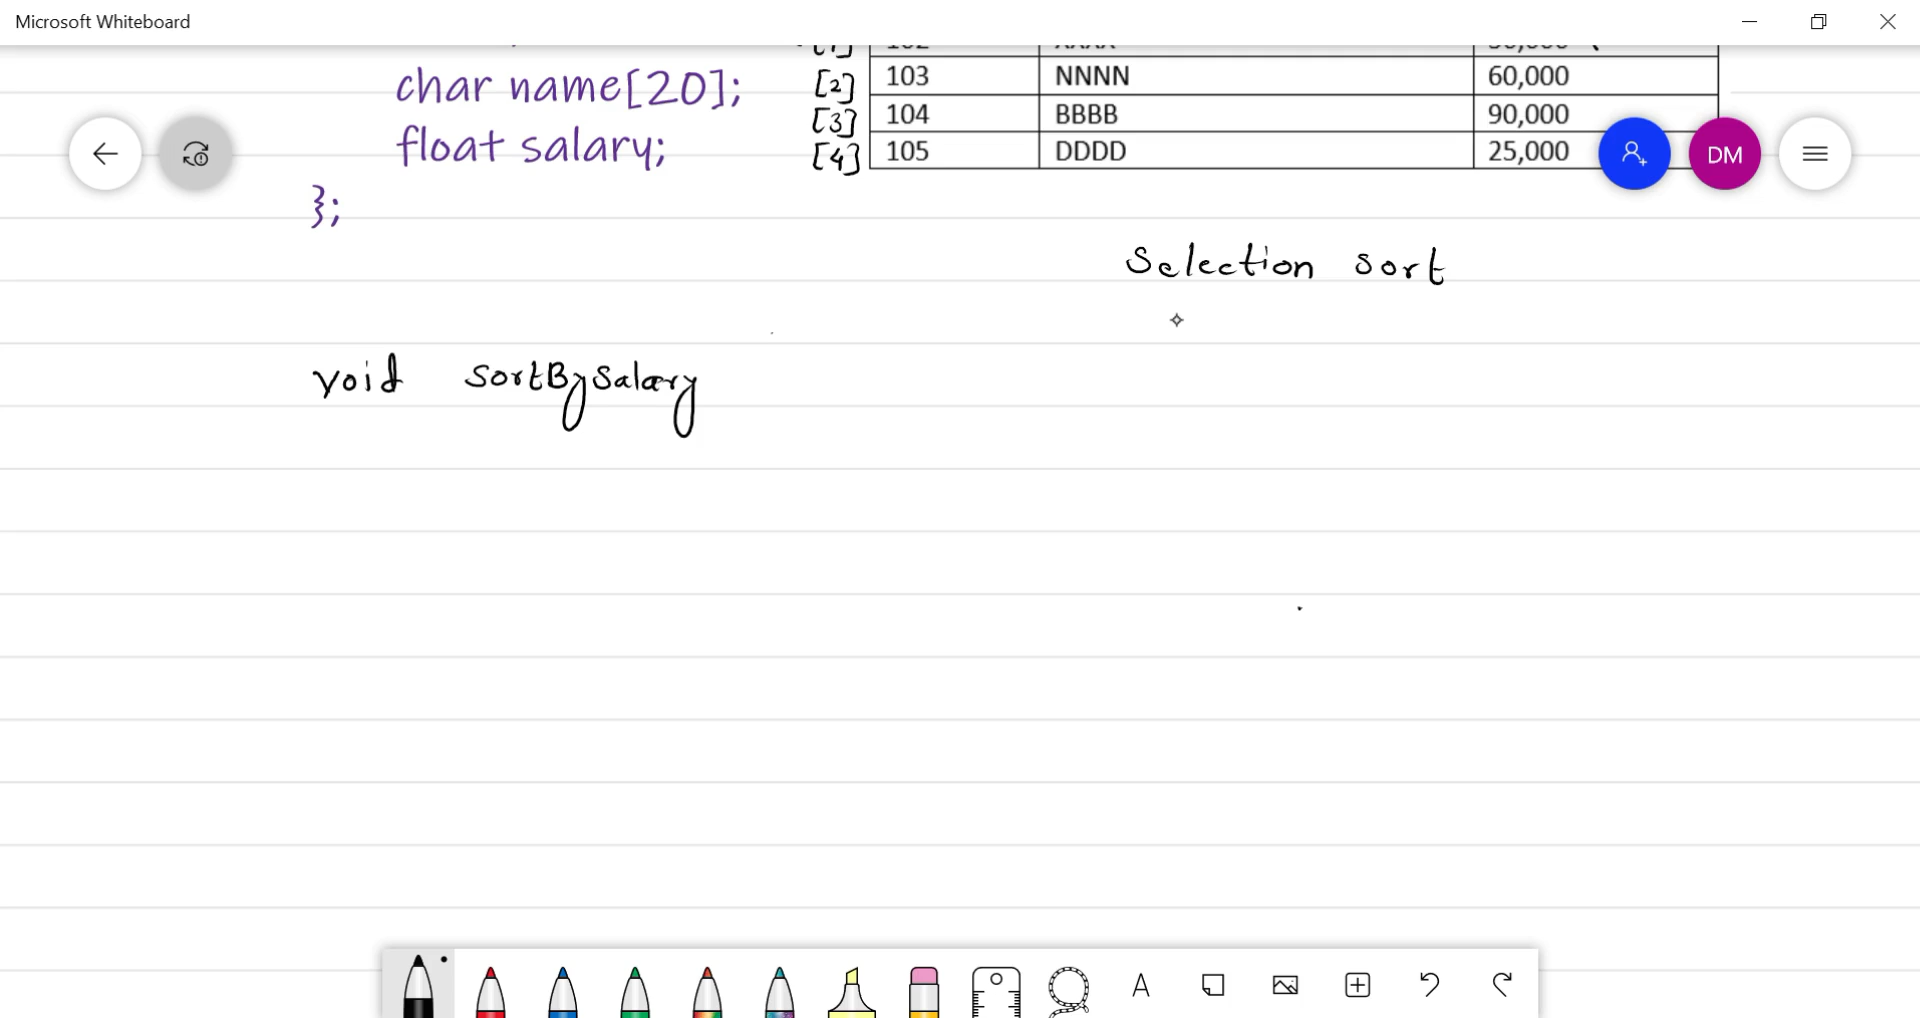 Microsoft Whiteboard
char name[20];
float salary;
};
[1]
[2] 103 NNNN 60,000
[3] 104 BBBB 90,000
[4] 105 DDDD 25,000
DM
Selection sort
void sortBySalary
A